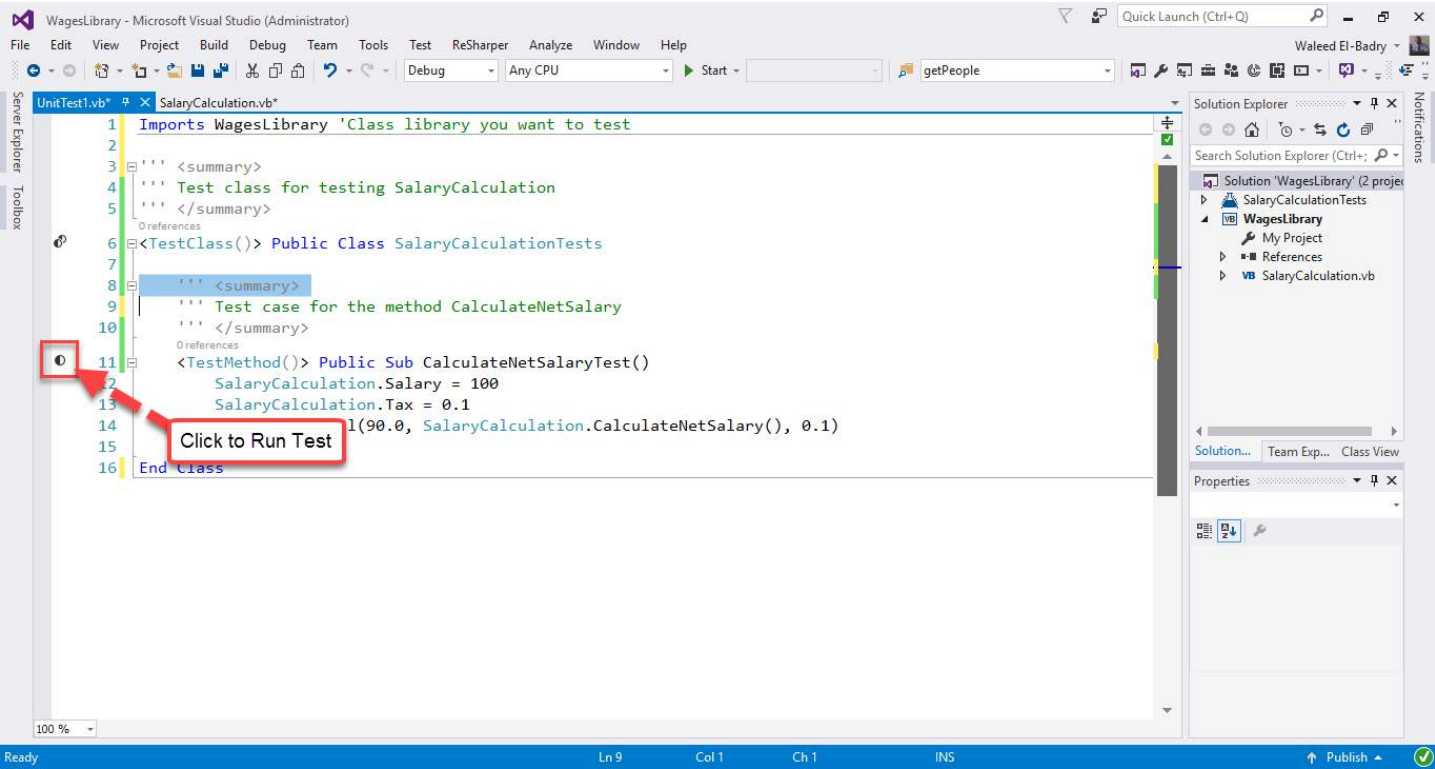 WagesLibrary - Microsoft Visual Studio (Administrator)
Quick Launch (Ctrl+Q)
File Edit View Project Build Debug Team Tools Test ReSharper Analyze Window Help
Waleed El-Badry
Debug Any CPU Start getPeople
Server Explorer
Toolbox
UnitTest1.vb* SalaryCalculation.vb*
1 Imports WagesLibrary 'Class library you want to test
2
3 ''' <summary>
4 ''' Test class for testing SalaryCalculation
5 ''' </summary>
0 references
6 <TestClass()> Public Class SalaryCalculationTests
7
8 ''' <summary>
9 ''' Test case for the method CalculateNetSalary
10 ''' </summary>
0 references
11 <TestMethod()> Public Sub CalculateNetSalaryTest()
12 SalaryCalculation.Salary = 100
13 SalaryCalculation.Tax = 0.1
14 l(90.0, SalaryCalculation.CalculateNetSalary(), 0.1)
15
16 End Class
Click to Run Test
100 %
Solution Explorer
Search Solution Explorer (Ctrl+;
Solution 'WagesLibrary' (2 projec
SalaryCalculationTests
VB WagesLibrary
My Project
References
VB SalaryCalculation.vb
Solution... Team Exp... Class View
Properties
Notifications
Ready Ln 9 Col 1 Ch 1 INS Publish